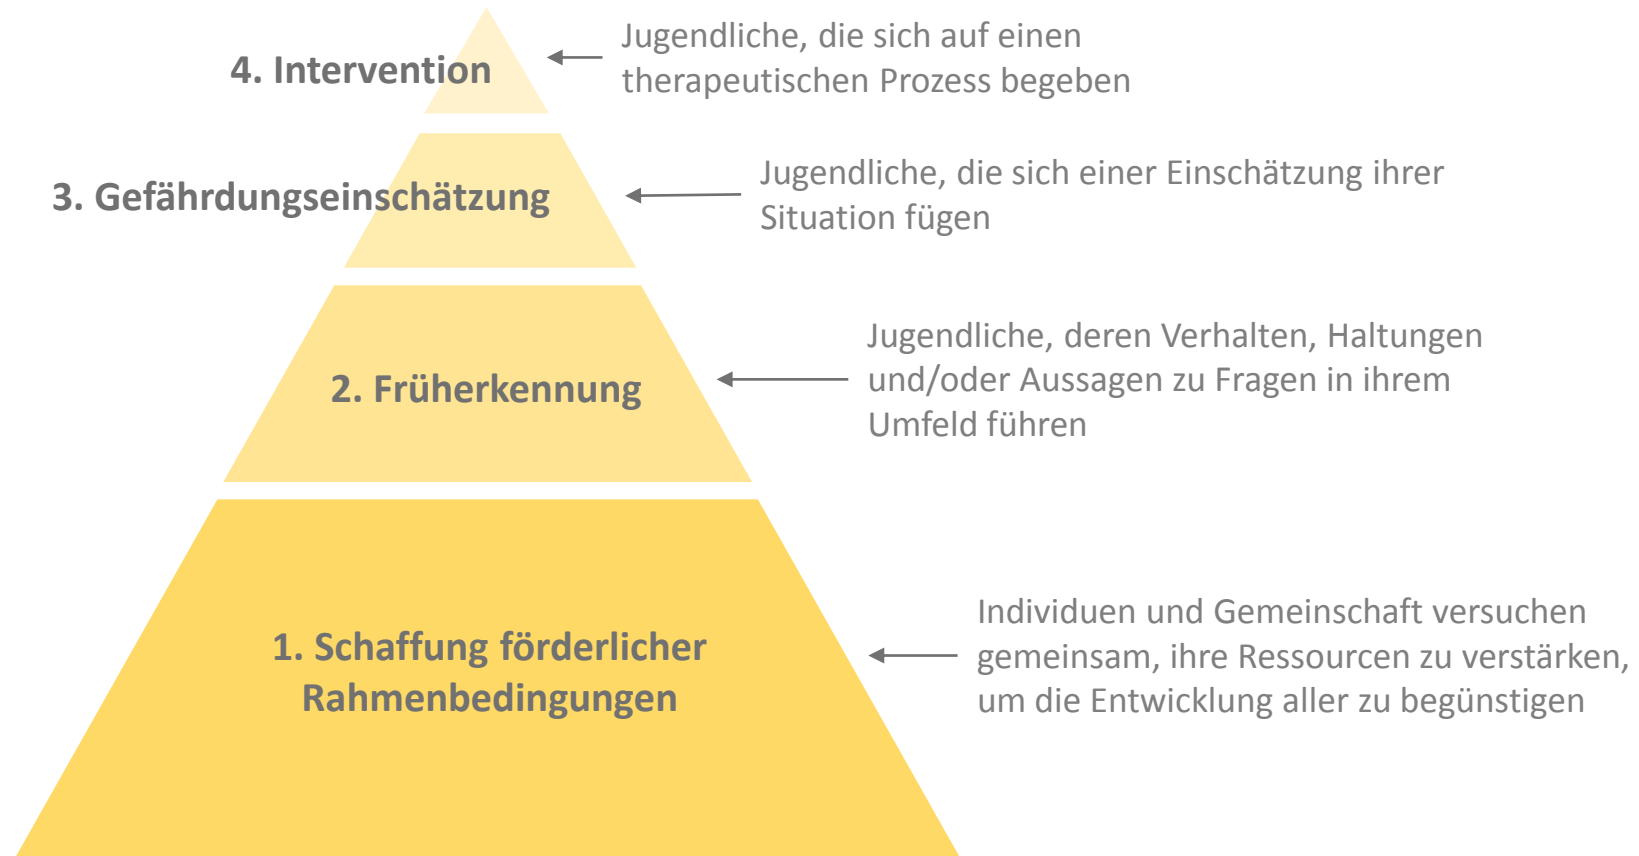 4. Intervention
Jugendliche, die sich auf einen
therapeutischen Prozess begeben
3. Gefährdungseinschätzung
Jugendliche, die sich einer Einschätzung ihrer
Situation fügen
2. Früherkennung
Jugendliche, deren Verhalten, Haltungen
und/oder Aussagen zu Fragen in ihrem
Umfeld führen
1. Schaffung förderlicher
Rahmenbedingungen
Individuen und Gemeinschaft versuchen
gemeinsam, ihre Ressourcen zu verstärken,
um die Entwicklung aller zu begünstigen